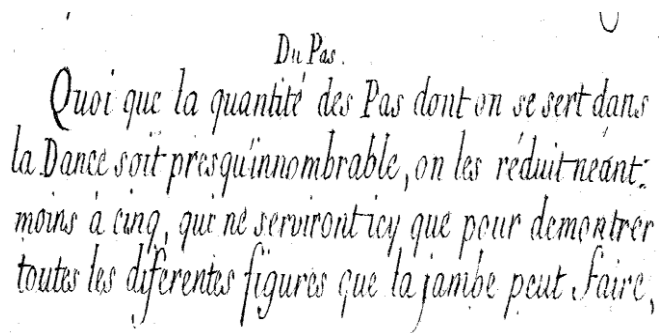 Du Pas.
Quoi que la quantité des Pas dont on se sert dans
la Dance soit presqu'innombrable, on les réduit neant-
moins à cinq, qui ne serviront icy que pour demontrer
toutes les diferentes figures que la jambe peut faire,